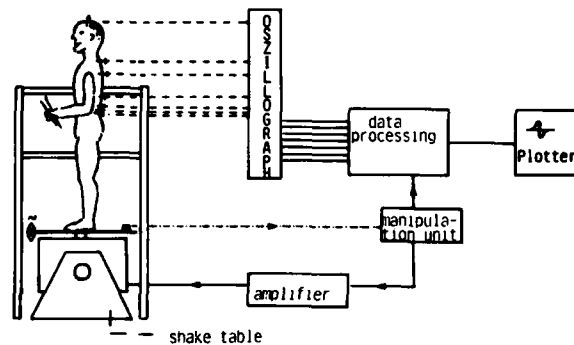 OSZILLOGRAPH
data
processing
Plotter
manipula-
tion unit
amplifier
shake table